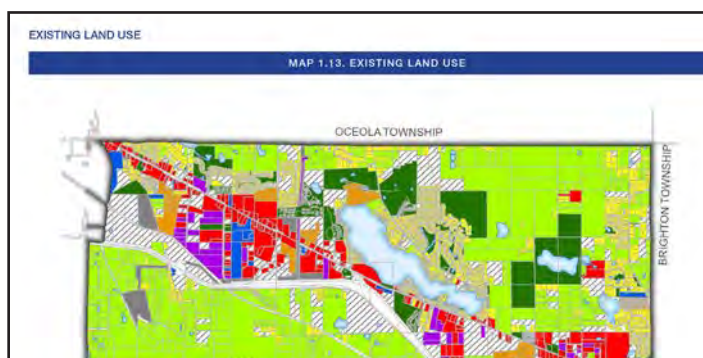 EXISTING LAND USE
MAP 1.13. EXISTING LAND USE
OCEOLA TOWNSHIP
BRIGHTON TOWNSHIP